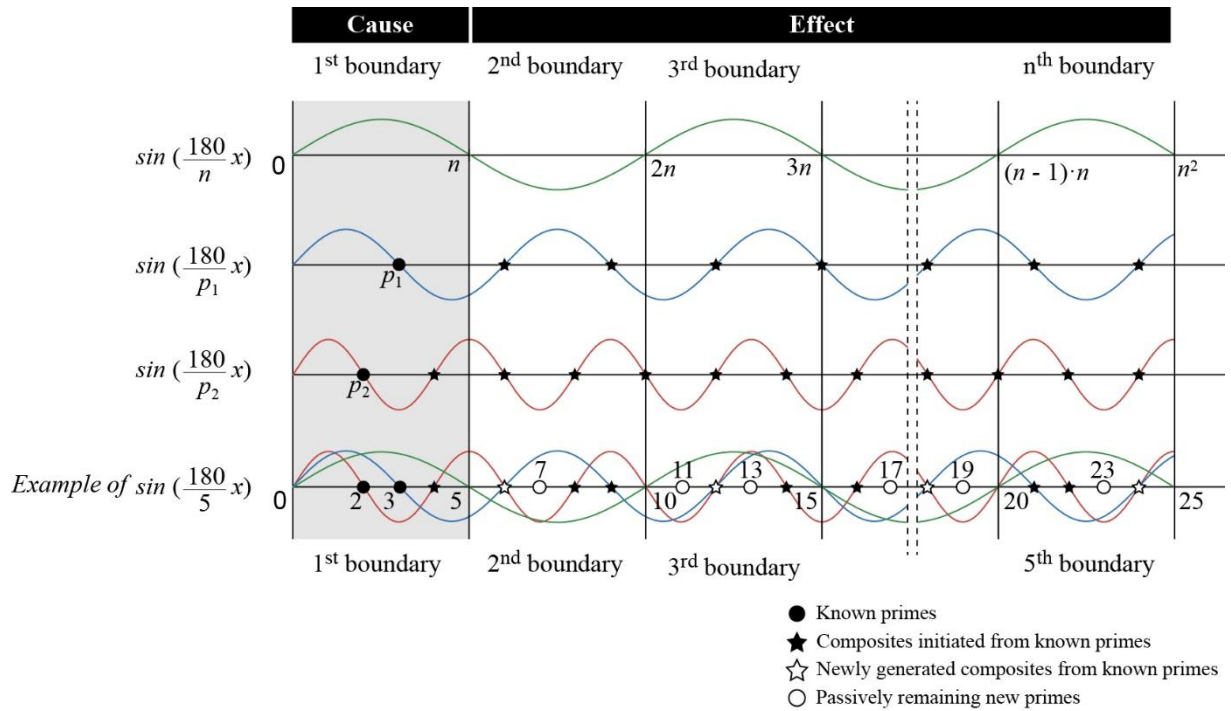 Cause Effect
1st boundary 2nd boundary 3rd boundary nth boundary
sin (180/n x) 0 n 2n 3n (n - 1)·n n²
sin (180/p₁ x) p₁
sin (180/p₂ x) p₂
Example of sin (180/5 x) 0 2 3 5 7 10 11 13 15 17 19 20 23 25
1st boundary 2nd boundary 3rd boundary 5th boundary
Known primes
Composites initiated from known primes
Newly generated composites from known primes
Passively remaining new primes